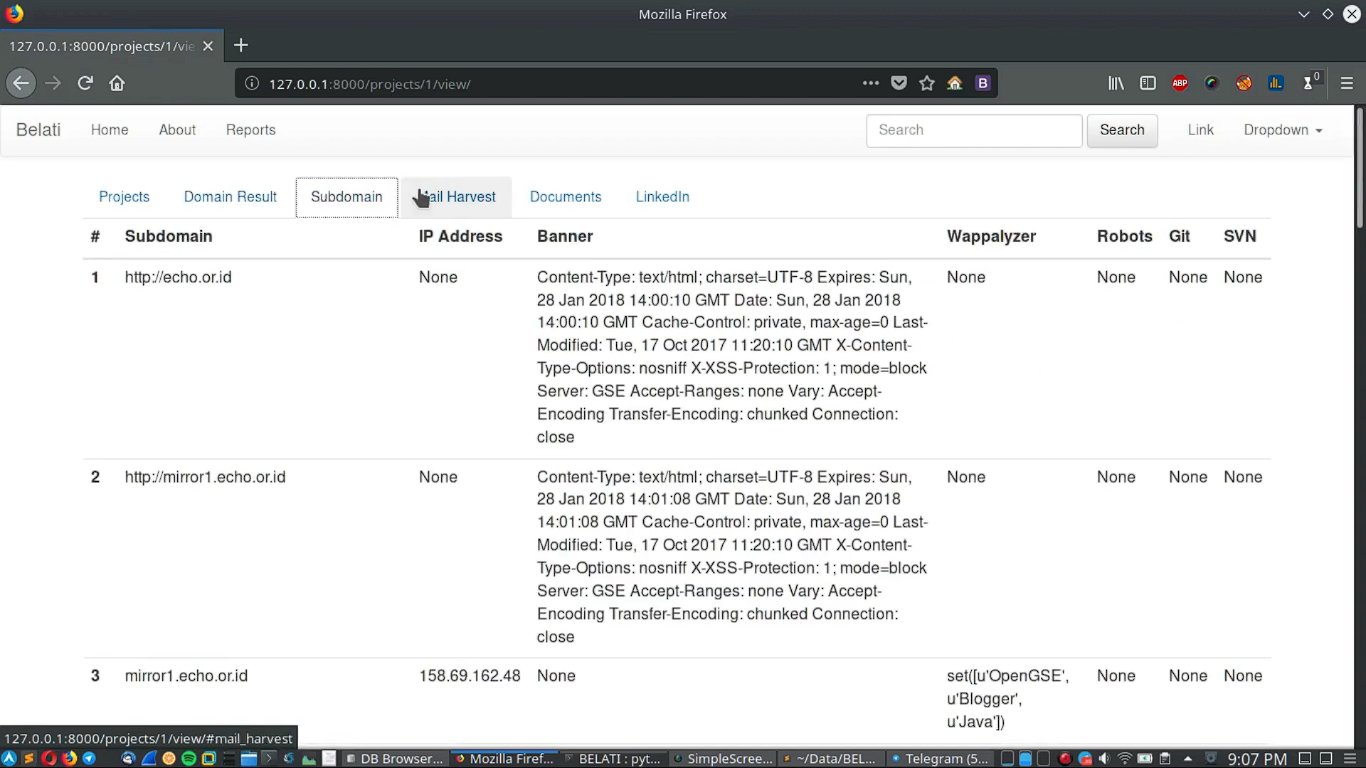 Mozilla Firefox
127.0.0.1:8000/projects/1/vie
127.0.0.1:8000/projects/1/view/
ABP
B
0
Belati Home About Reports Search Search Link Dropdown
Projects Domain Result Subdomain Mail Harvest Documents LinkedIn
# Subdomain IP Address Banner Wappalyzer Robots Git SVN
1 http://echo.or.id None Content-Type: text/html; charset=UTF-8 Expires: Sun, None None None None
28 Jan 2018 14:00:10 GMT Date: Sun, 28 Jan 2018
14:00:10 GMT Cache-Control: private, max-age=0 Last-
Modified: Tue, 17 Oct 2017 11:20:10 GMT X-Content-
Type-Options: nosniff X-XSS-Protection: 1; mode=block
Server: GSE Accept-Ranges: none Vary: Accept-
Encoding Transfer-Encoding: chunked Connection:
close
2 http://mirror1.echo.or.id None Content-Type: text/html; charset=UTF-8 Expires: Sun, None None None None
28 Jan 2018 14:01:08 GMT Date: Sun, 28 Jan 2018
14:01:08 GMT Cache-Control: private, max-age=0 Last-
Modified: Tue, 17 Oct 2017 11:20:10 GMT X-Content-
Type-Options: nosniff X-XSS-Protection: 1; mode=block
Server: GSE Accept-Ranges: none Vary: Accept-
Encoding Transfer-Encoding: chunked Connection:
close
3 mirror1.echo.or.id 158.69.162.48 None set([u'OpenGSE', None None None
u'Blogger',
u'Java'])
127.0.0.1:8000/projects/1/view/#mail_harvest
DB Browser... Mozilla Firef... BELATI : pyt... SimpleScree... ~/Data/BEL... Telegram (5... 9:07 PM